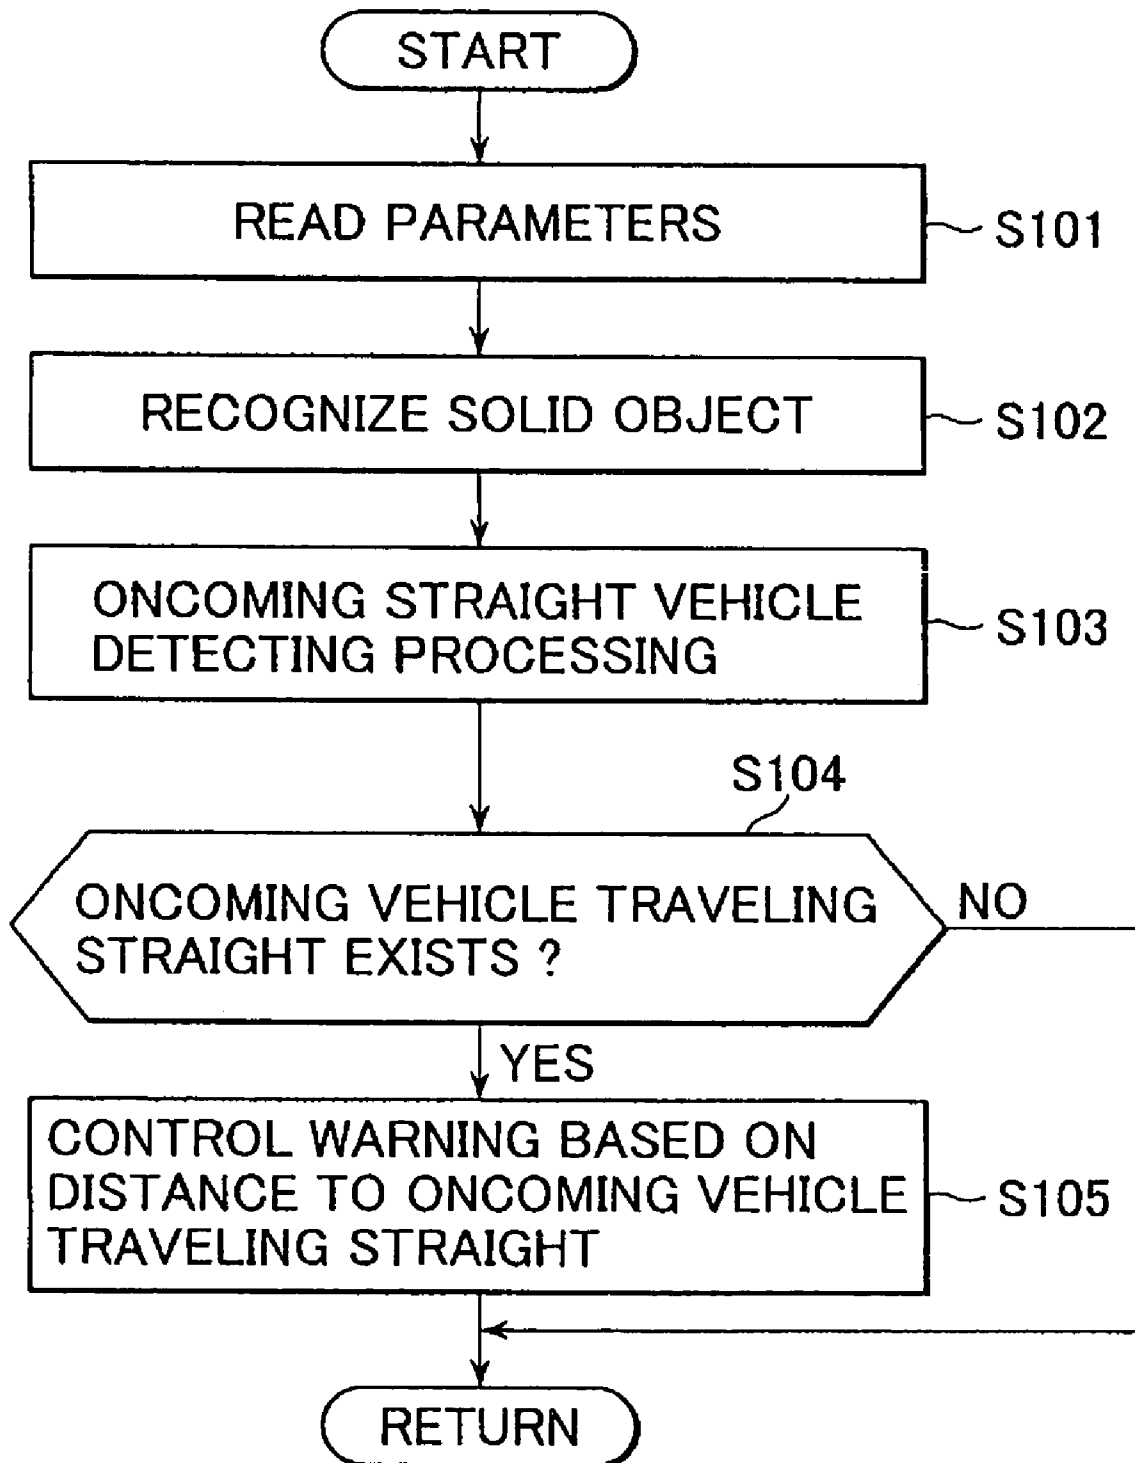 START
READ PARAMETERS
S101
RECOGNIZE SOLID OBJECT
S102
ONCOMING STRAIGHT VEHICLE
DETECTING PROCESSING
S103
S104
ONCOMING VEHICLE TRAVELING
STRAIGHT EXISTS ?
NO
YES
CONTROL WARNING BASED ON
DISTANCE TO ONCOMING VEHICLE
TRAVELING STRAIGHT
S105
RETURN